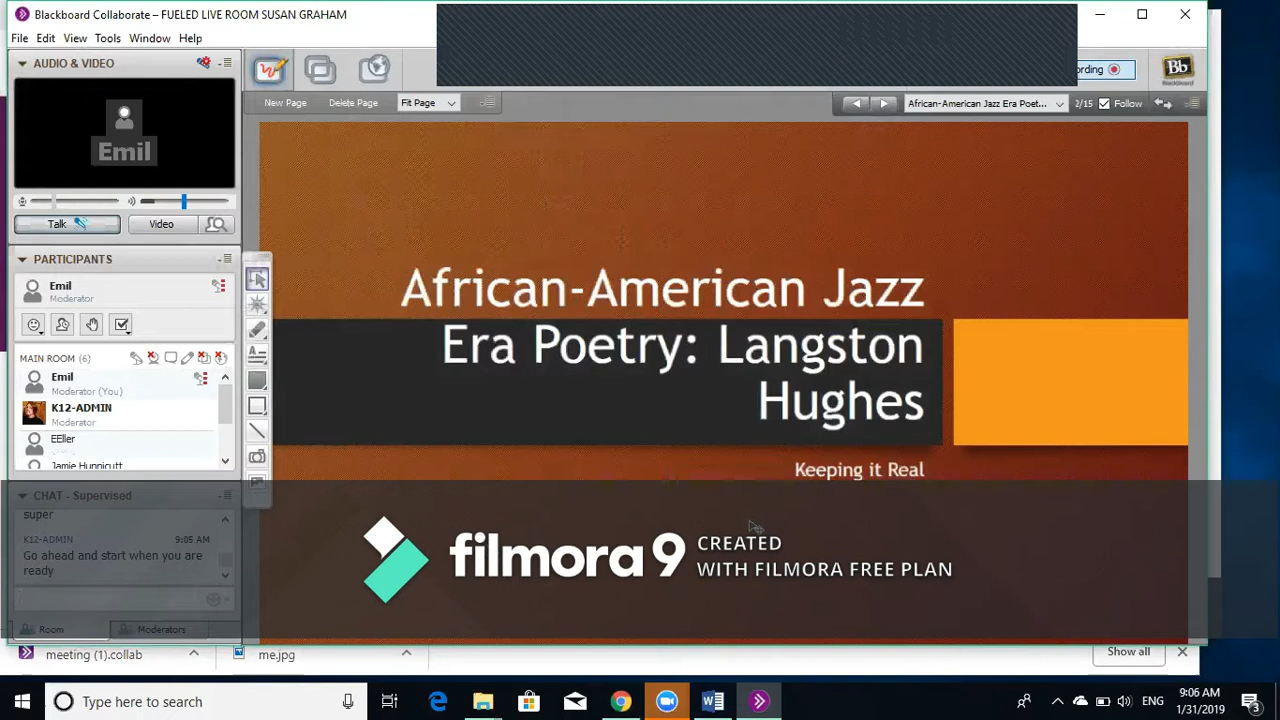 Blackboard Collaborate – FUELED LIVE ROOM SUSAN GRAHAM
File Edit View Tools Window Help
AUDIO & VIDEO
rding
Bb
Blackboard
New Page Delete Page Fit Page
African-American Jazz Era Poet... 2/15 Follow
Emil
Talk Video
PARTICIPANTS
Emil
Moderator
MAIN ROOM (6)
Emil
Moderator (You)
K12-ADMIN
Moderator
EEller
Jamie Hunnicutt
CHAT - Supervised
super
K12-ADMIN 9:05 AM
Go ahead and start when you are
ready
Room Moderators
African-American Jazz
Era Poetry: Langston
Hughes
Keeping it Real
filmora 9 CREATED
WITH FILMORA FREE PLAN
meeting (1).collab me.jpg Show all
Type here to search
ENG
9:06 AM
1/31/2019
3